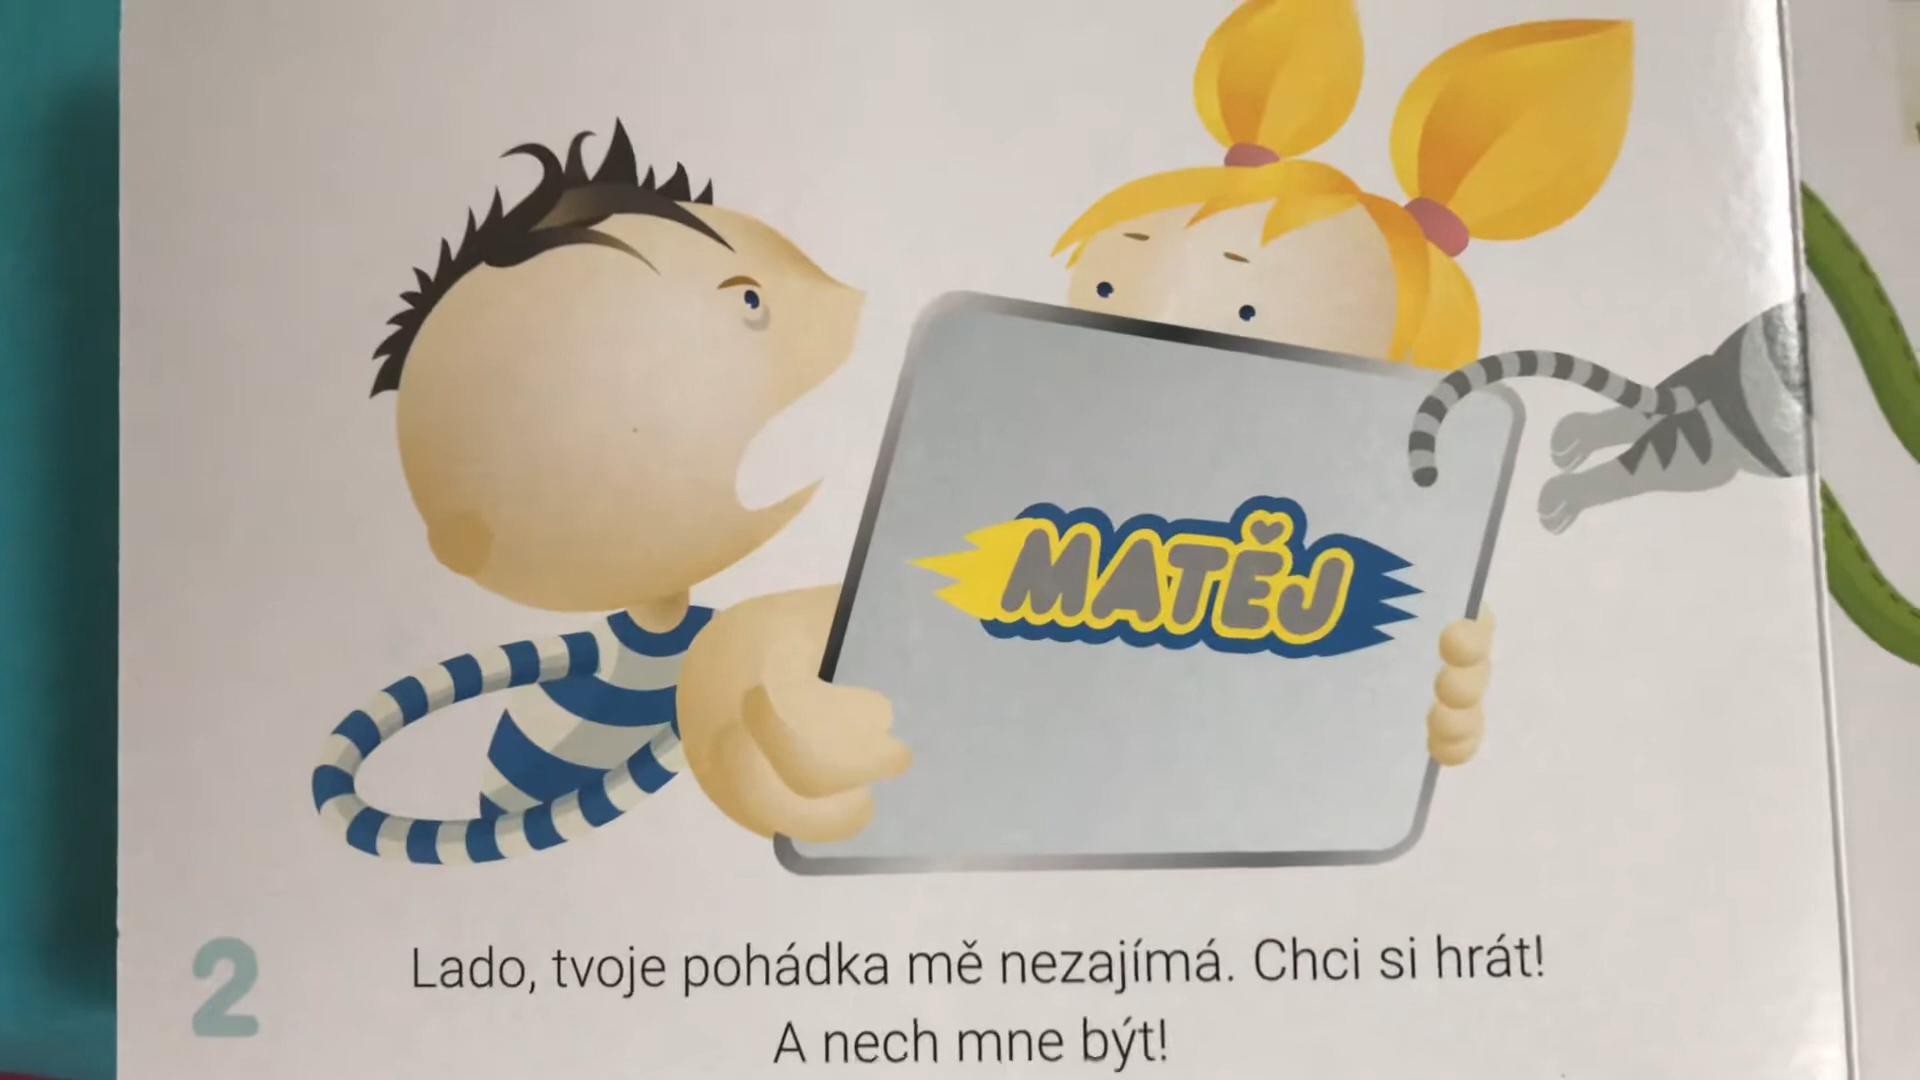 MATĚJ
2
Lado, tvoje pohádka mě nezajímá. Chci si hrát!
A nech mne být!